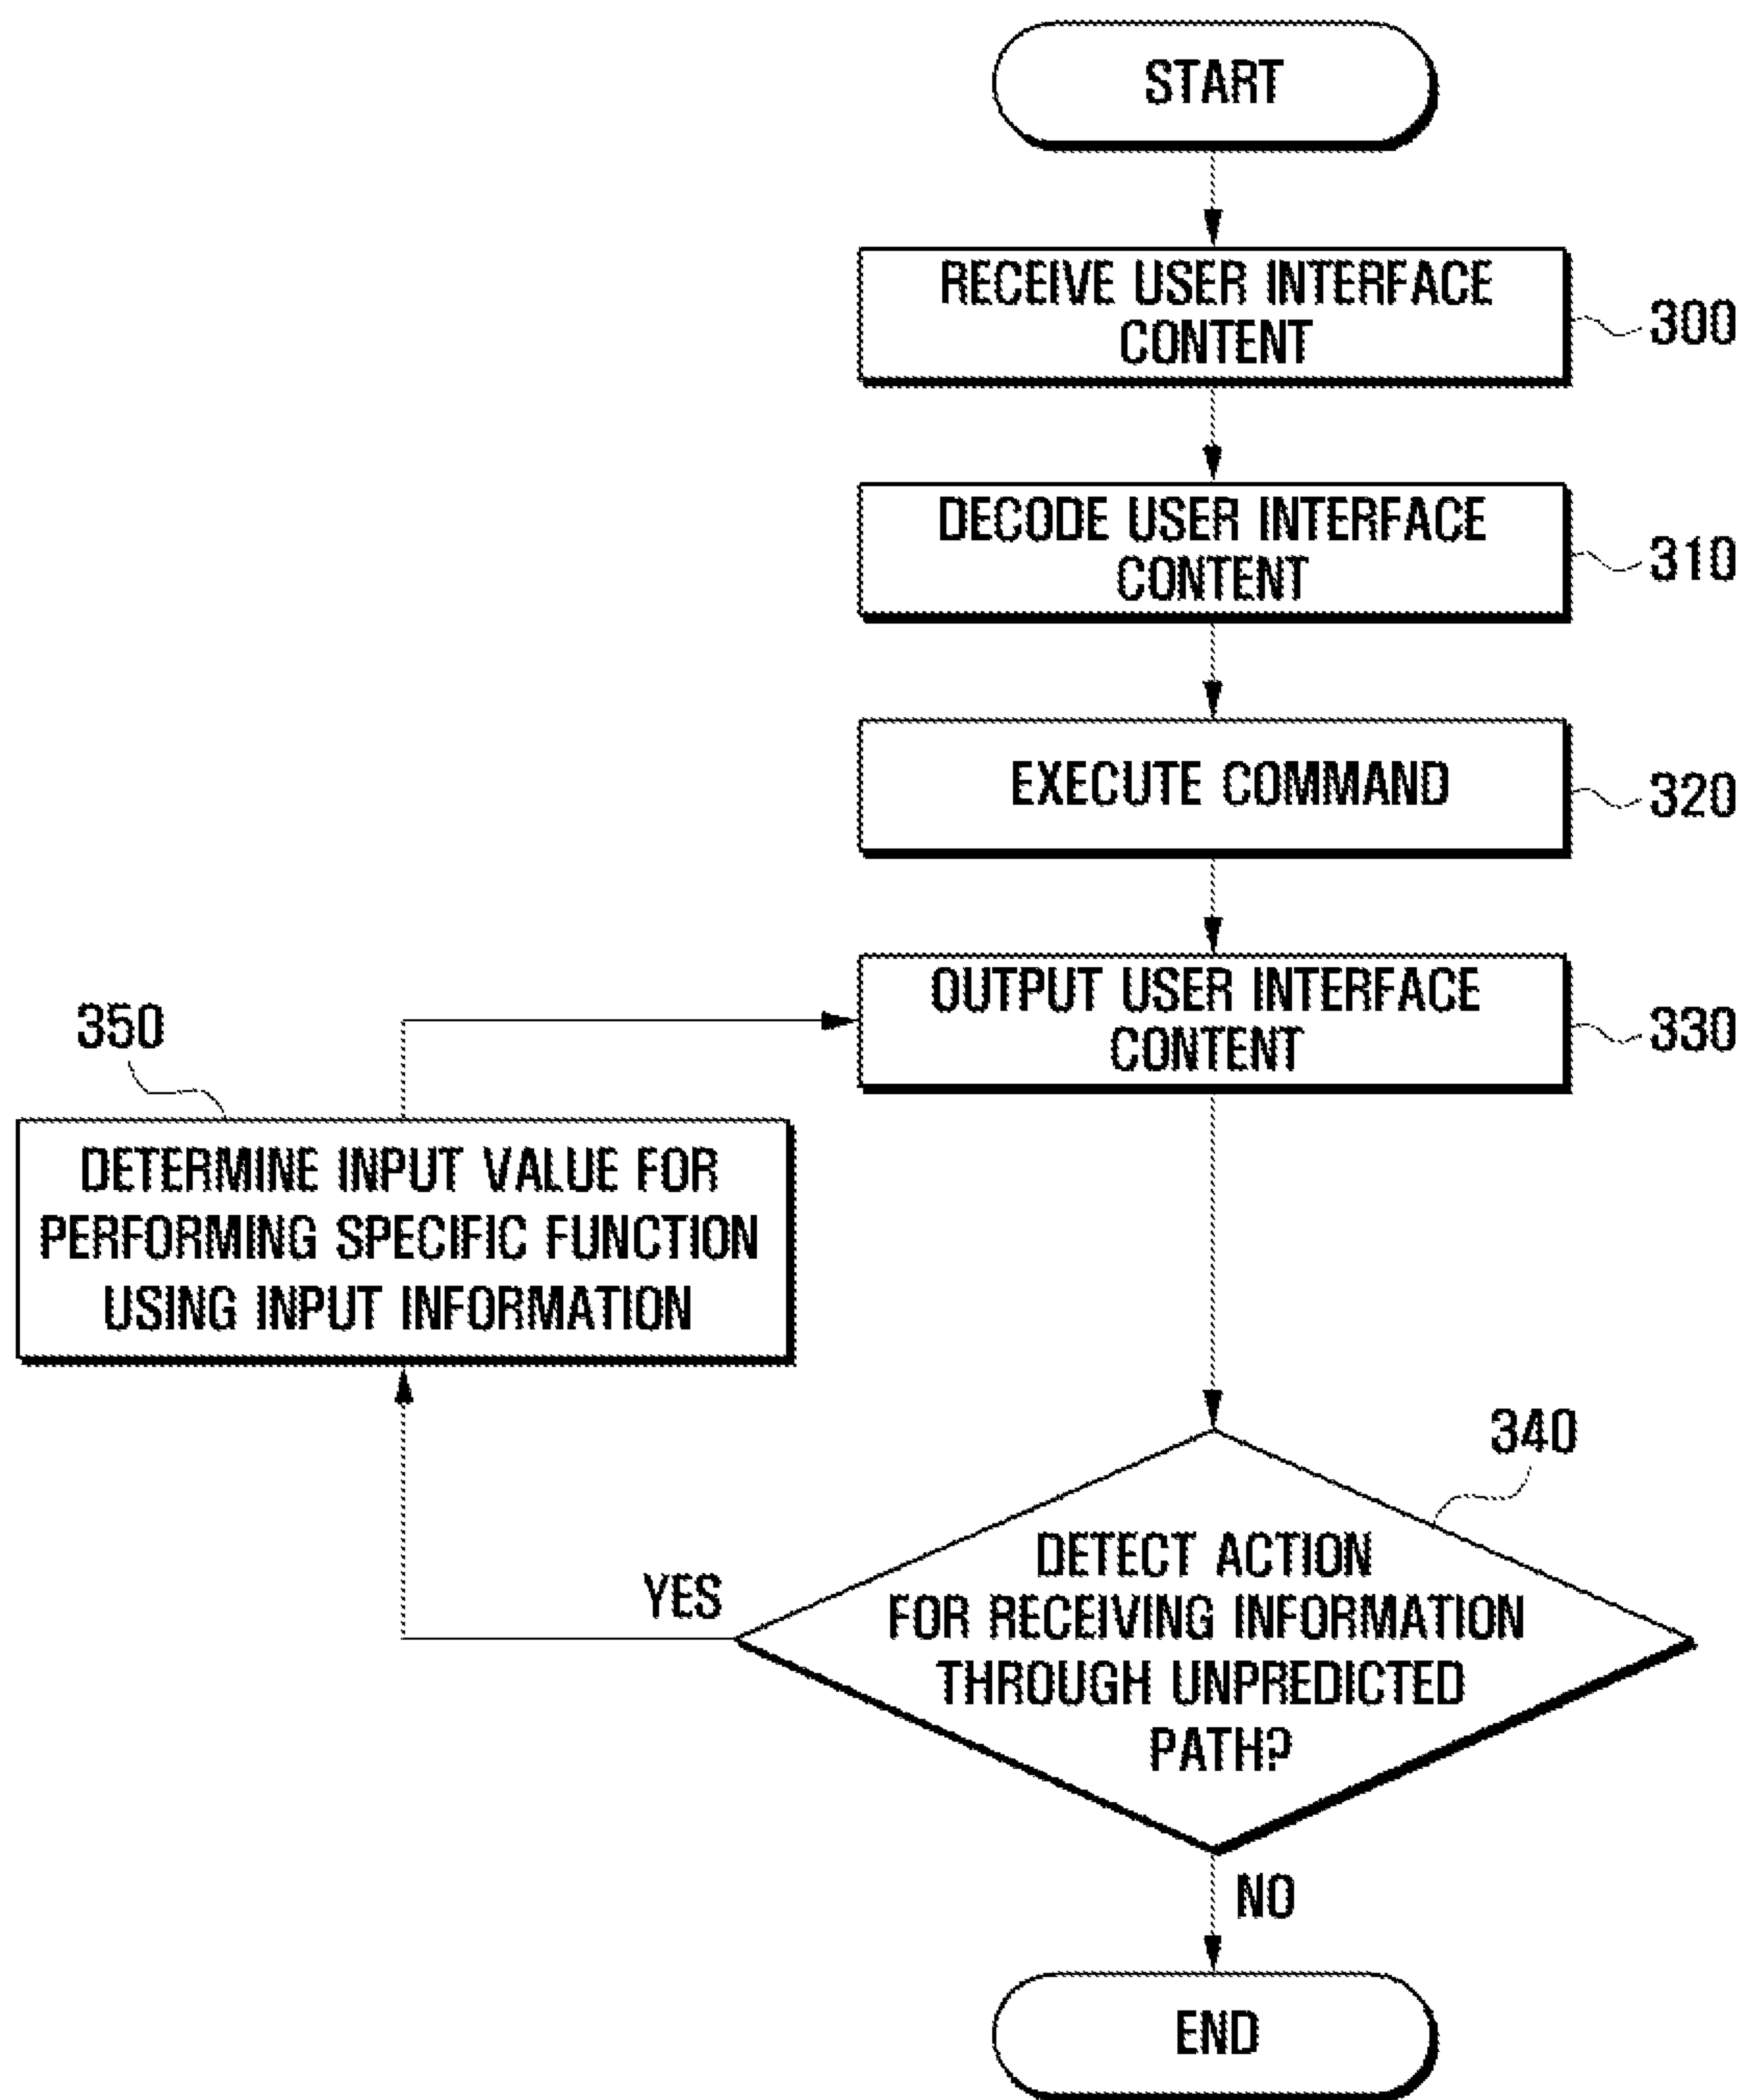 START
RECEIVE USER INTERFACE
CONTENT
300
DECODE USER INTERFACE
CONTENT
310
EXECUTE COMMAND
320
OUTPUT USER INTERFACE
CONTENT
330
350
DETERMINE INPUT VALUE FOR
PERFORMING SPECIFIC FUNCTION
USING INPUT INFORMATION
340
DETECT ACTION
FOR RECEIVING INFORMATION
THROUGH UNPREDICTED
PATH?
YES
NO
END